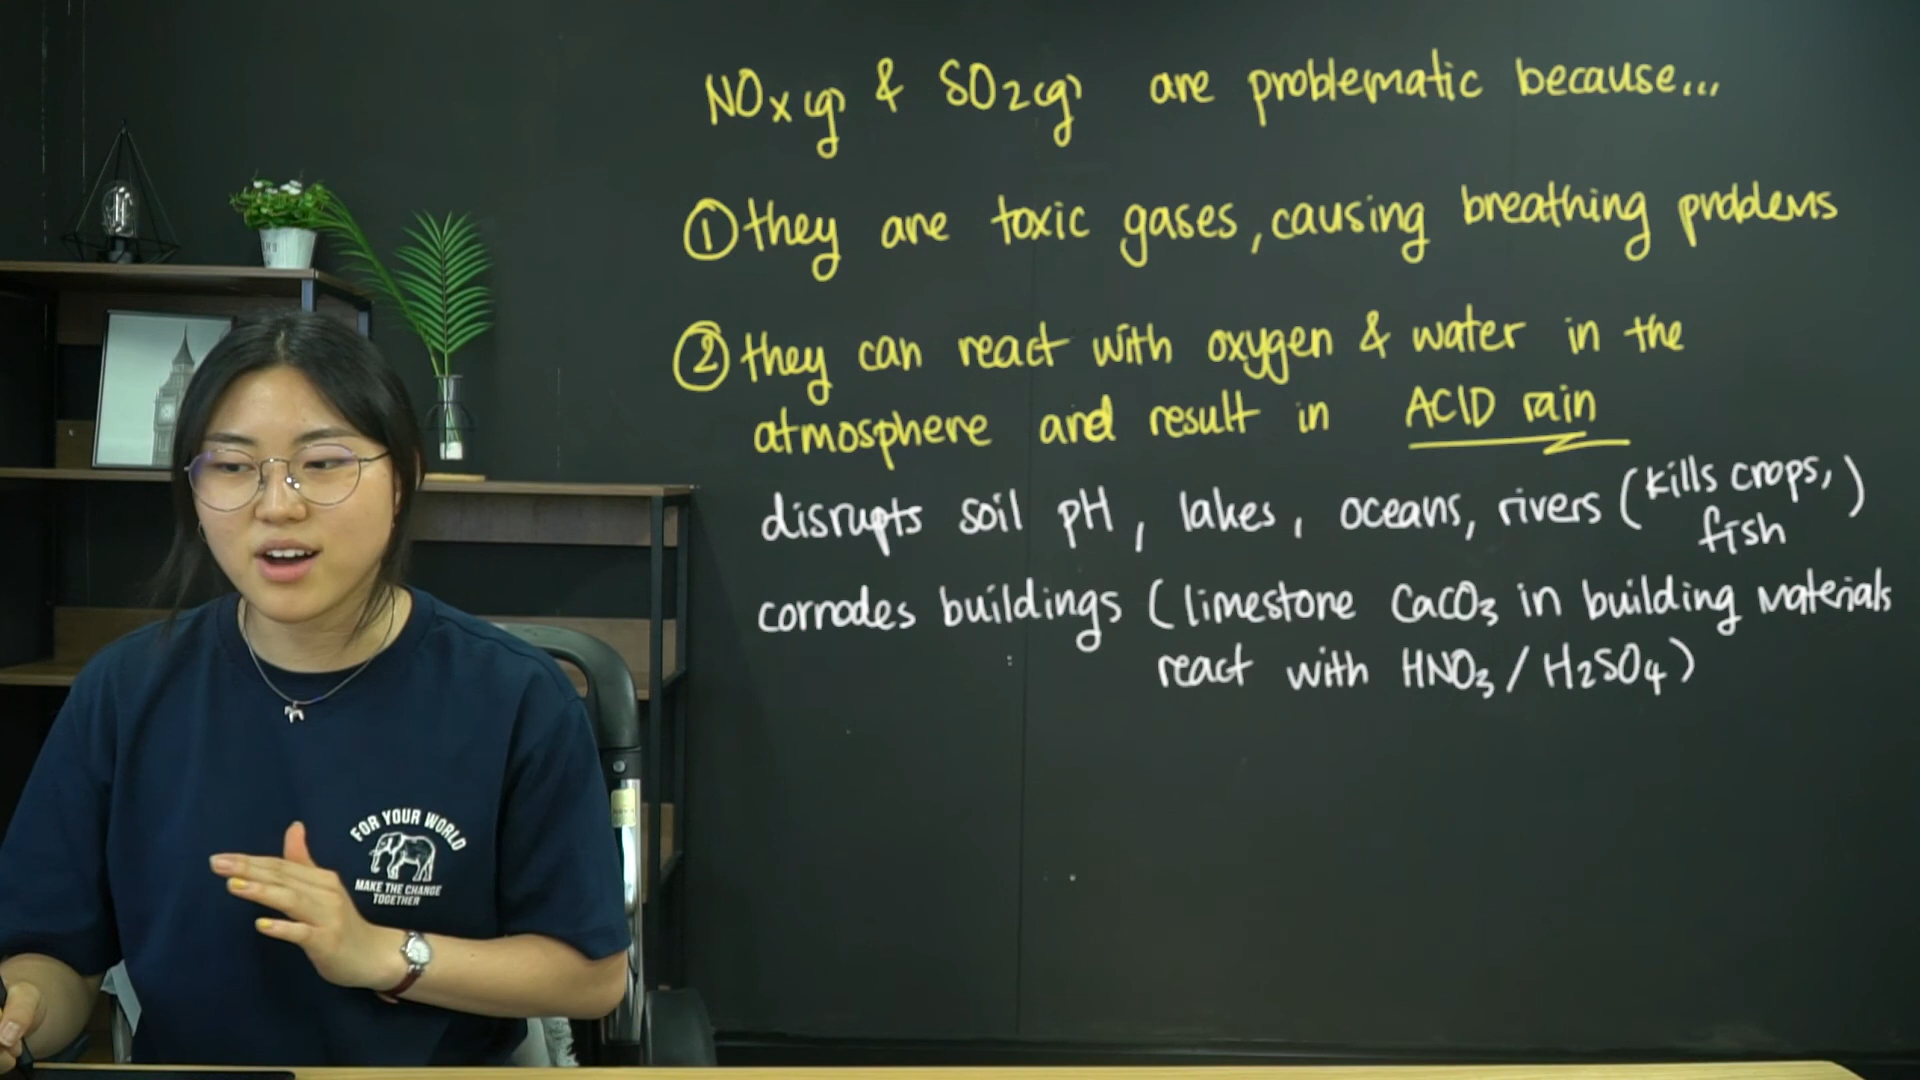 NOx(g) & SO2(g) are problematic because...
① they are toxic gases, causing breathing problems
② they can react with oxygen & water in the
atmosphere and result in ACID rain
disrupts soil pH, lakes, oceans, rivers (kills crops,)
fish
corrodes buildings (limestone CaCO3 in building materials
react with HNO3/H2SO4)
FOR YOUR WORLD
MAKE THE CHANGE
TOGETHER